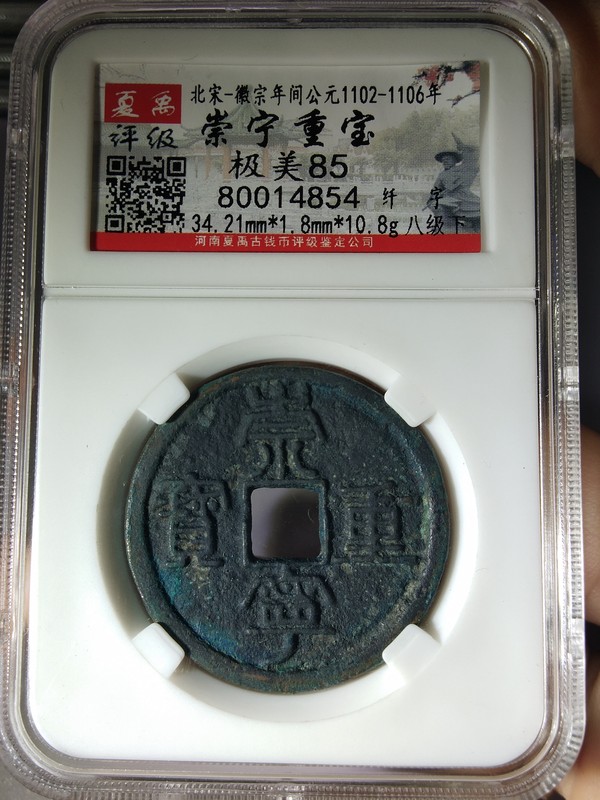 夏禹
评级
北宋-徽宗年间公元1102-1106年
崇宁重宝
极美85
80014854 纤字
34.21mm*1.8mm*10.8g 八级下
河南夏禹古钱币评级鉴定公司
崇
寶 重
寧